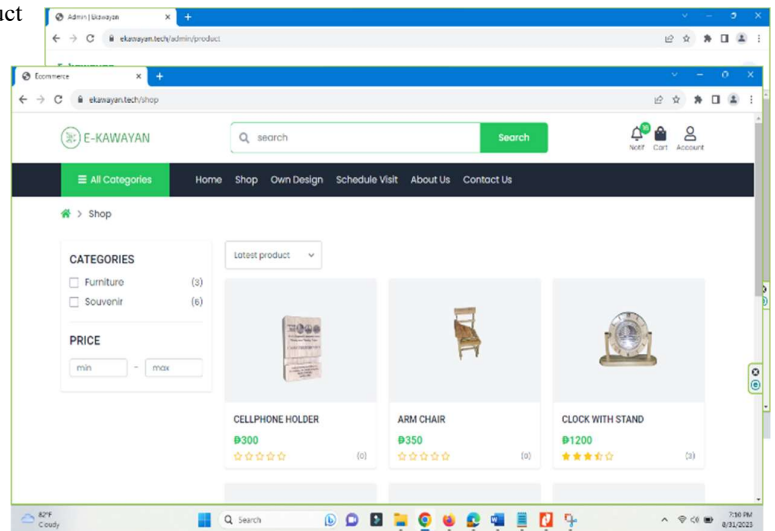 uct
Admin | Ekawayan
ekawayan.tech/admin/product
Ecommerce
ekawayan.tech/shop
E-KAWAYAN
search
Search
Notif Cart Account
All Categories Home Shop Own Design Schedule Visit About Us Contact Us
> Shop
CATEGORIES
Furniture (3)
Souvenir (6)
PRICE
min - max
Latest product
CELLPHONE HOLDER
₱300
(0)
ARM CHAIR
₱350
(0)
CLOCK WITH STAND
₱1200
(3)
82°F
Cloudy
Search
7:50 PM
8/31/2023